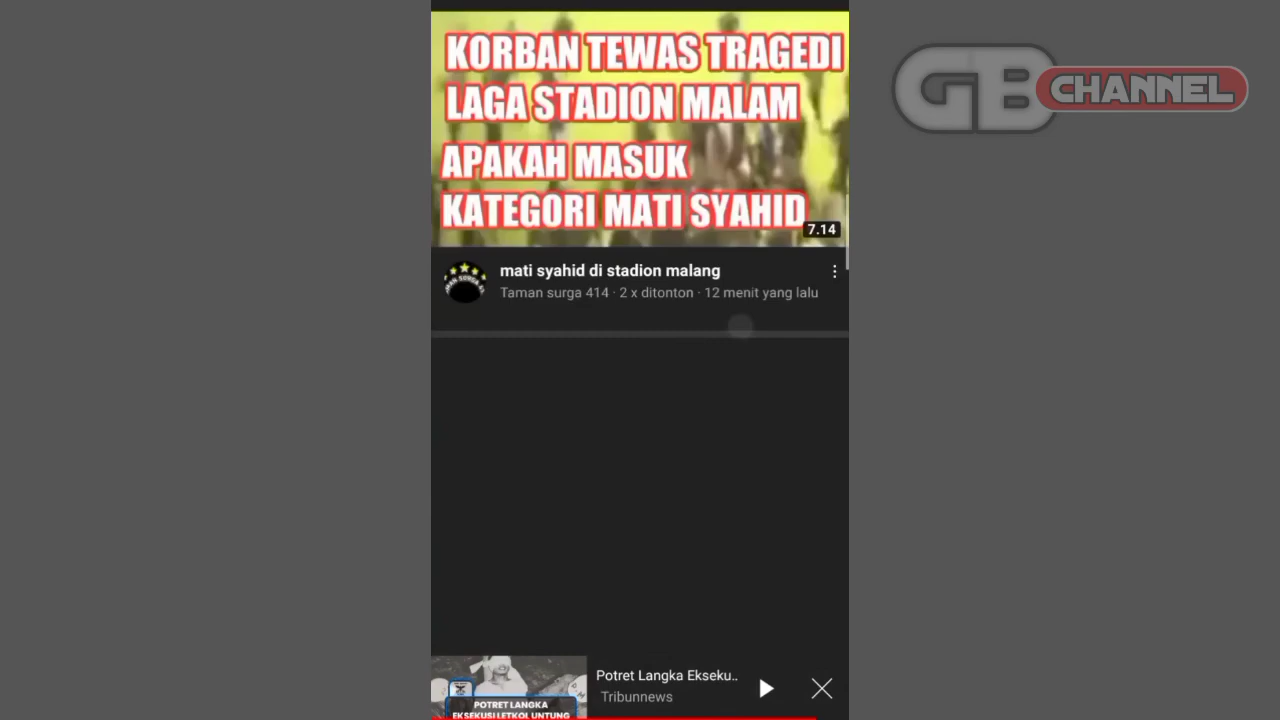 KORBAN TEWAS TRAGEDI
LAGA STADION MALAM
APAKAH MASUK
KATEGORI MATI SYAHID
7.14
mati syahid di stadion malang
Taman surga 414 · 2 x ditonton · 12 menit yang lalu
GB CHANNEL
Potret Langka Ekseku..
Tribunnews
POTRET LANGKA
EKSEKUSI LETKOL UNTUNG